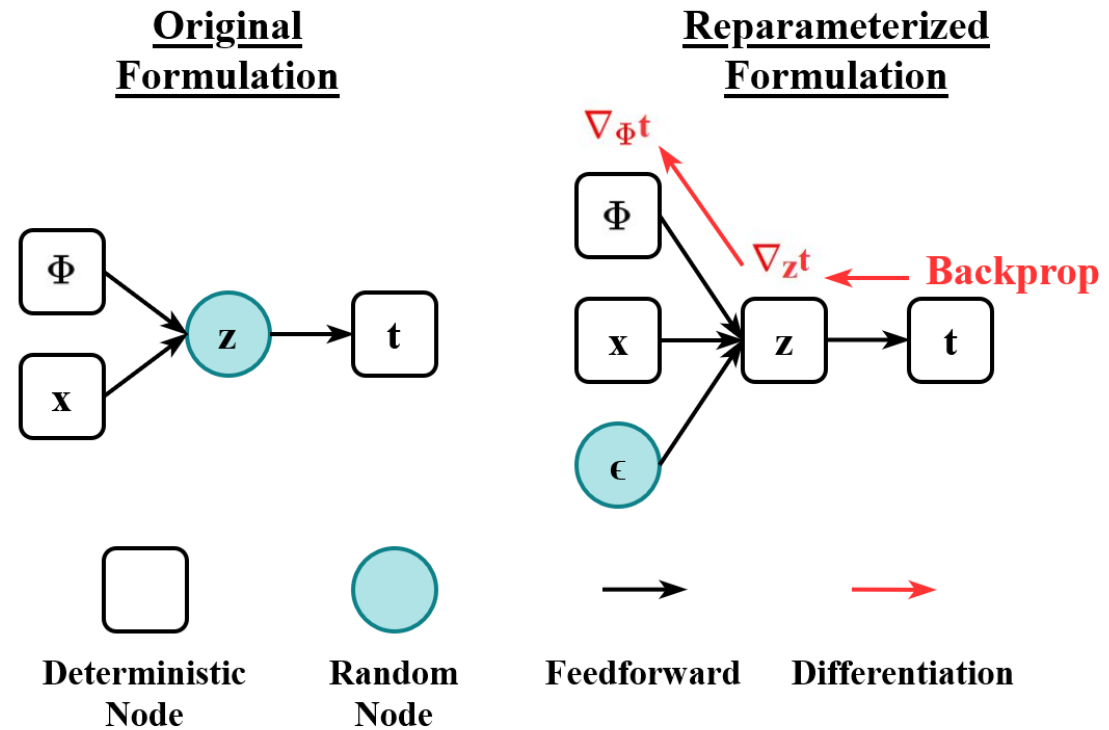 Original
Formulation
Reparameterized
Formulation
∇Φt
Φ
Φ
∇zt
Backprop
z
t
x
z
t
x
ϵ
Deterministic
Node
Random
Node
Feedforward
Differentiation